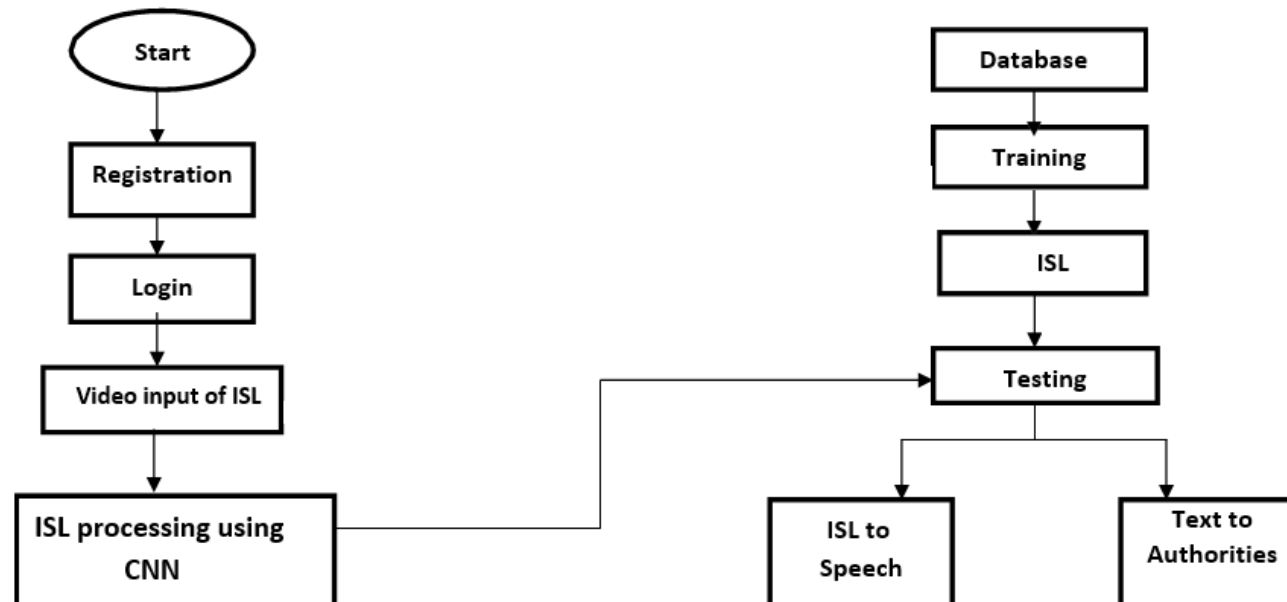 Start
Registration
Login
Video input of ISL
ISL processing using
CNN
Database
Training
ISL
Testing
ISL to
Speech
Text to
Authorities